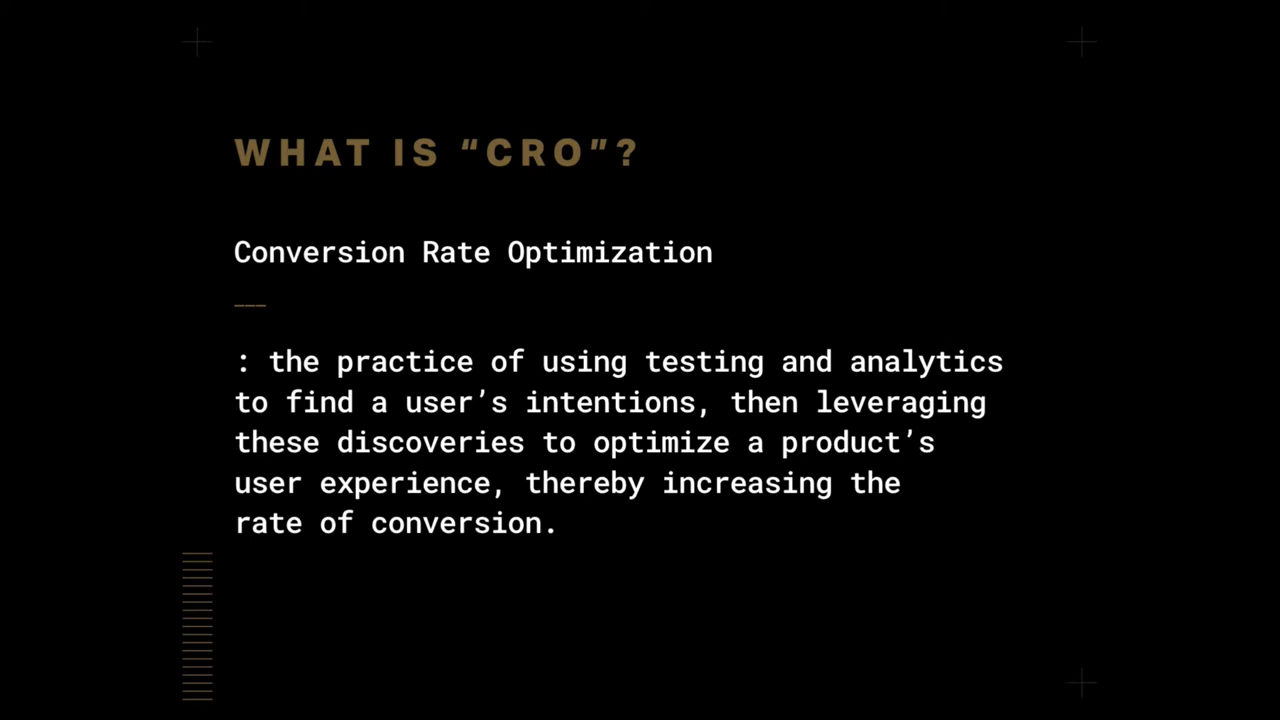 WHAT IS “CRO”?
Conversion Rate Optimization
: the practice of using testing and analytics
to find a user’s intentions, then leveraging
these discoveries to optimize a product’s
user experience, thereby increasing the
rate of conversion.